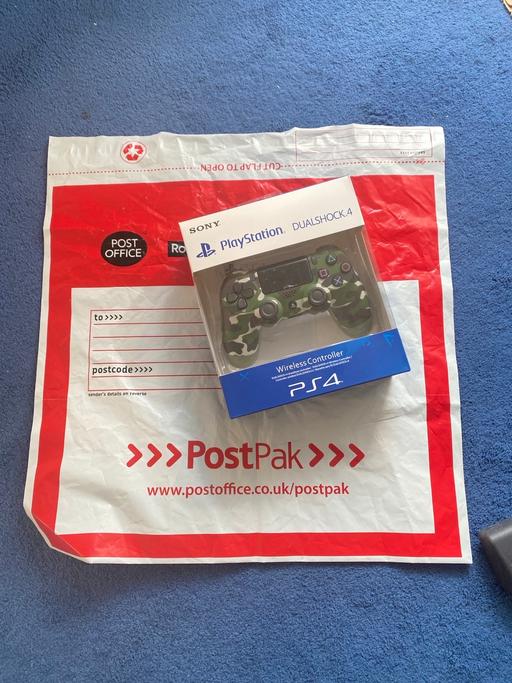 CUT FLAP TO OPEN
SONY
PlayStation DUALSHOCK 4
POST
OFFICE
Ro
to >>>>
Wireless Controller
PS4
postcode >>>>
sender's details on reverse
>>>PostPak>>>
www.postoffice.co.uk/postpak